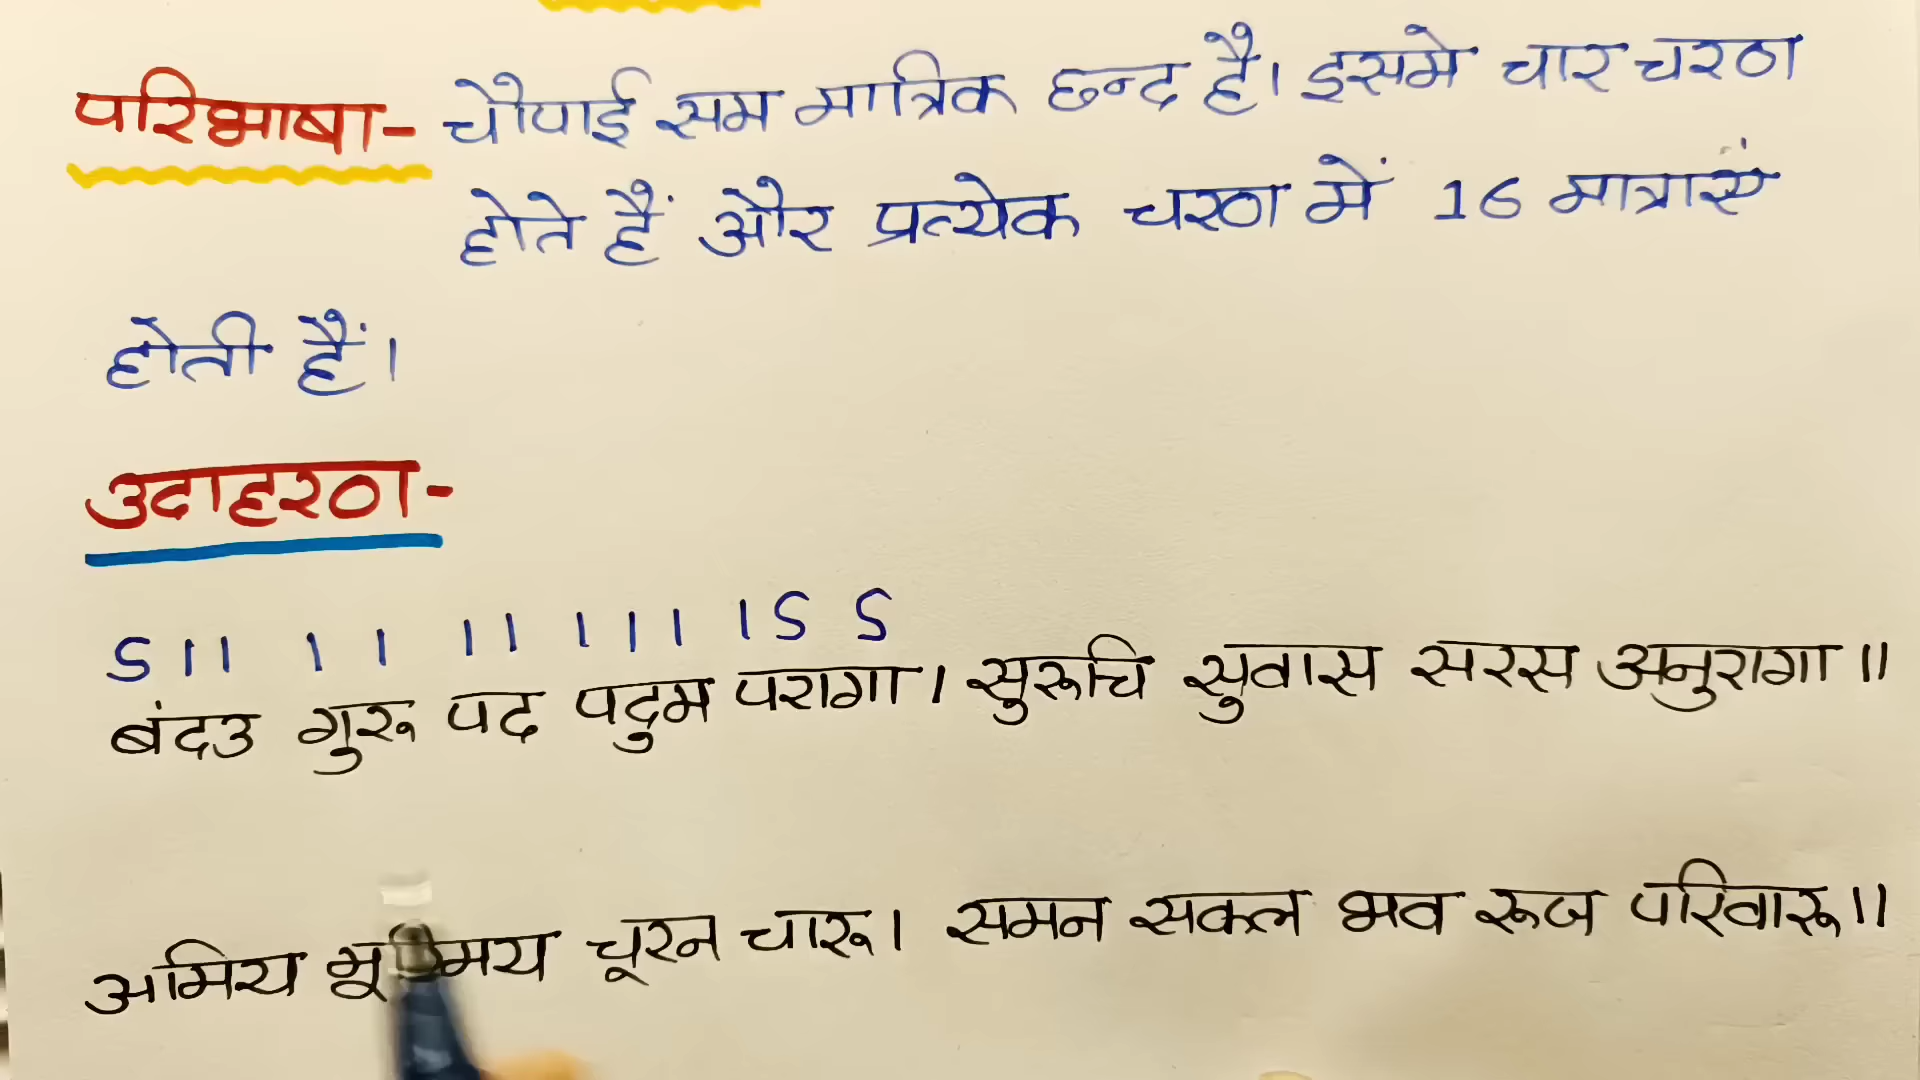 परिभाषा- चौपाई सम मात्रिक छन्द है। इसमे चार चरण
होते हैं और प्रत्येक चरण में 16 मात्राएं
होती हैं।
उदाहरण-
S I I I I I I I I I I S S
बंदउ गुरू पद पदुम परागा। सुरूचि सुवास सरस अनुरागा॥
अमिय मय चूरन चारू। समन सकल भव रूज परिवारू॥